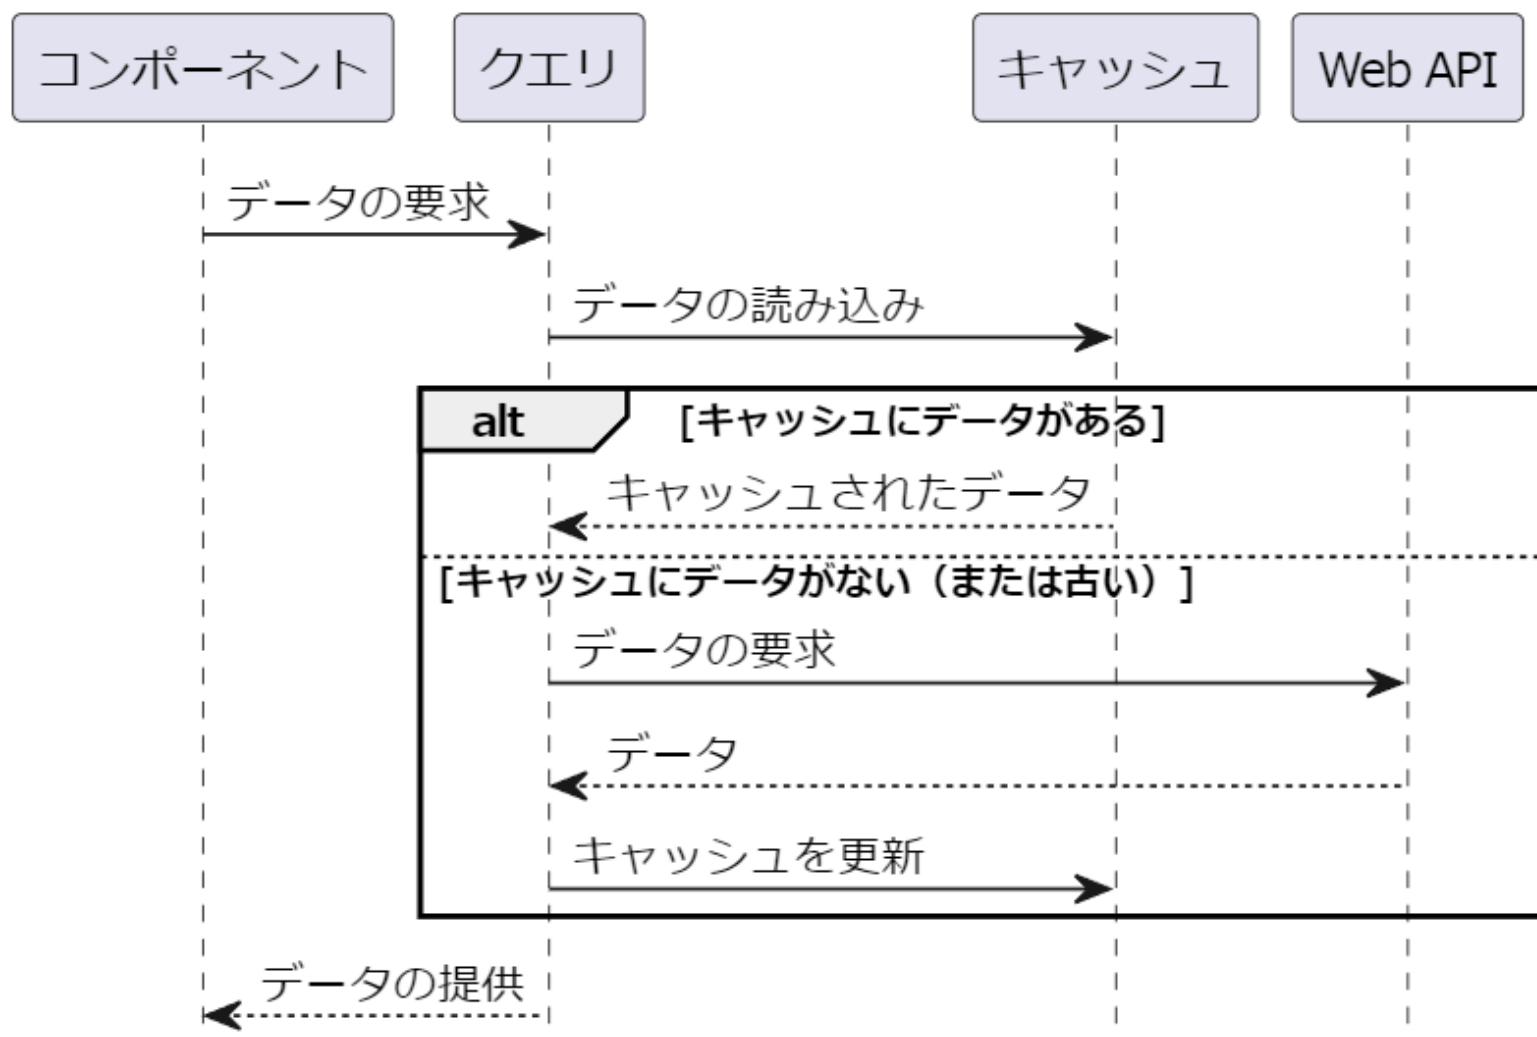 コンポーネント
クエリ
キャッシュ
Web API
データの要求
データの読み込み
alt
[キャッシュにデータがある]
キャッシュされたデータ
[キャッシュにデータがない（または古い）]
データの要求
データ
キャッシュを更新
データの提供